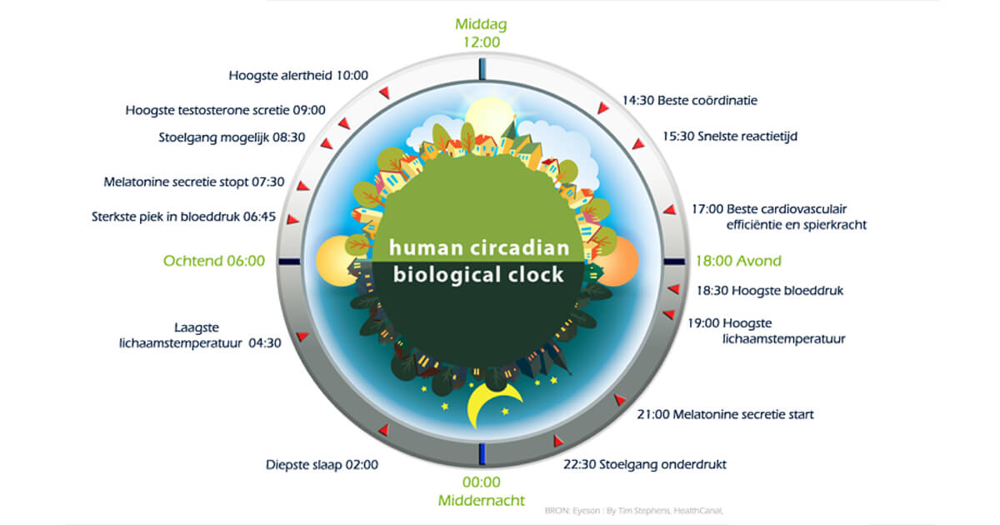 Middag
12:00
Hoogste alertheid 10:00
Hoogste testosterone scretie 09:00
Stoelgang mogelijk 08:30
Melatonine secretie stopt 07:30
Sterkste piek in bloeddruk 06:45
Ochtend 06:00
Laagste
lichaamstemperatuur 04:30
Diepste slaap 02:00
14:30 Beste coördinatie
15:30 Snelste reactietijd
17:00 Beste cardiovasculair
efficiëntie en spierkracht
18:00 Avond
18:30 Hoogste bloeddruk
19:00 Hoogste
lichaamstemperatuur
21:00 Melatonine secretie start
22:30 Stoelgang onderdrukt
human circadian
biological clock
00:00
Middernacht
BRON: Eyeson : By Tim Stephens, HealthCanal,